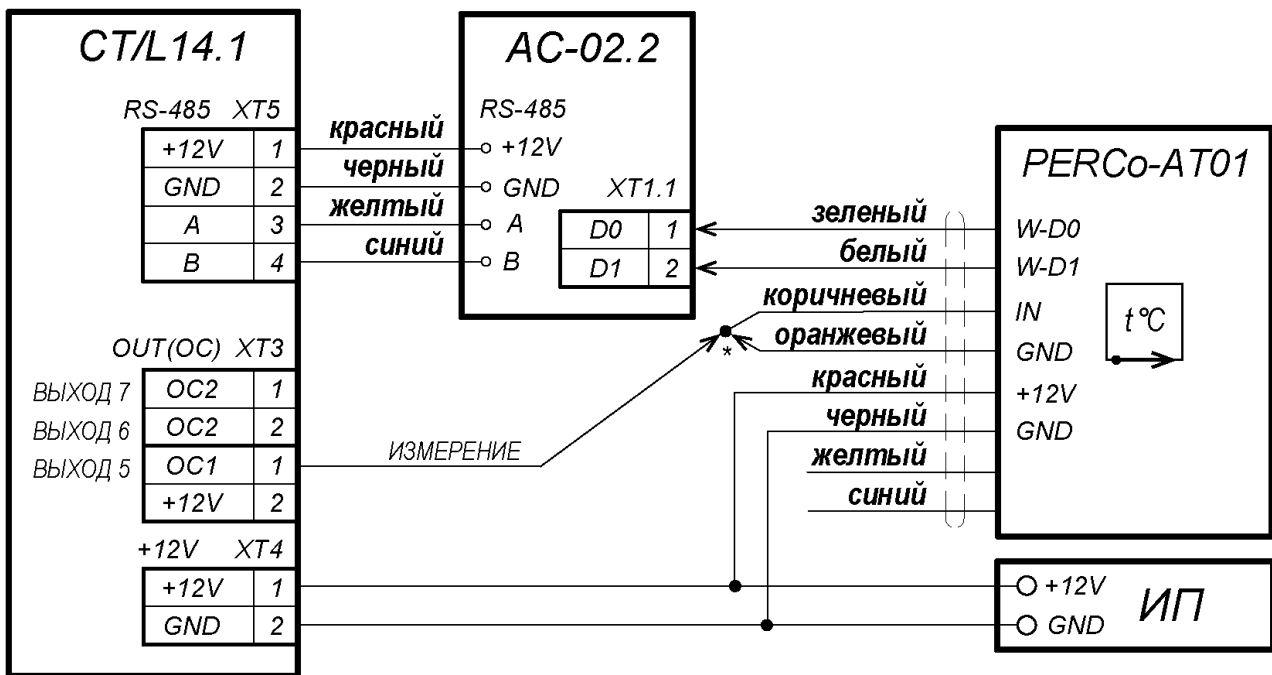 CT/L14.1
RS-485 XT5
+12V 1
GND 2
A 3
B 4
красный
черный
желтый
синий
AC-02.2
RS-485
+12V
GND
A
B
XT1.1
D0 1
D1 2
зеленый
белый
коричневый
оранжевый
*
красный
черный
желтый
синий
PERCo-AT01
W-D0
W-D1
IN
GND
+12V
GND
t°C
OUT(OC) XT3
ВЫХОД 7 OC2 1
ВЫХОД 6 OC2 2
ВЫХОД 5 OC1 1
+12V 2
ИЗМЕРЕНИЕ
+12V XT4
+12V 1
GND 2
+12V
GND
ИП